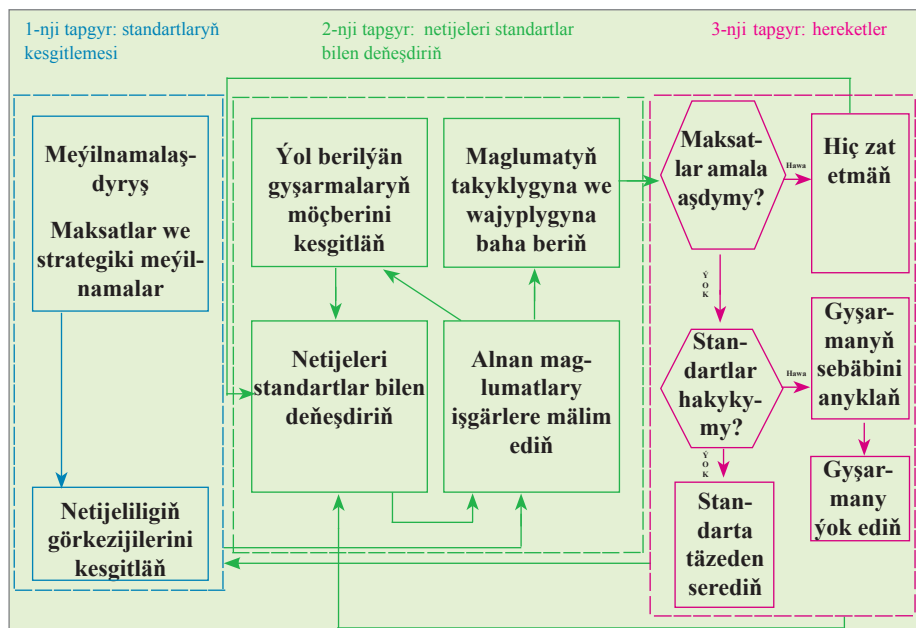 1-nji tapgyr: standartlaryň
kesgitlemesi
2-nji tapgyr: netijeleri standartlar
bilen deňeşdiriň
3-nji tapgyr: hereketler
Meýilnamalaş-
dyryş
Maksatlar we
strategiki meýil-
namalar
Netijeliligiň
görkezijilerini
kesgitläň
Ýol berilýän
gyşarmalaryň
möçberini
kesgitläň
Maglumatyň
takyklygyna we
wajyplygyna
baha beriň
Netijeleri
standartlar bilen
deňeşdiriň
Alnan mag-
lumatlary
işgärlere mälim
ediň
Maksat-
lar amala
aşdymy?
Hawa
Hiç zat
etmäň
ÝOK
Stan-
dartlar
hakyky-
my?
Hawa
Gyşar-
manyň
sebäbini
anyklaň
ÝOK
Stan-
darta
täzeden
serediň
Gyşar-
many
ýok ediň